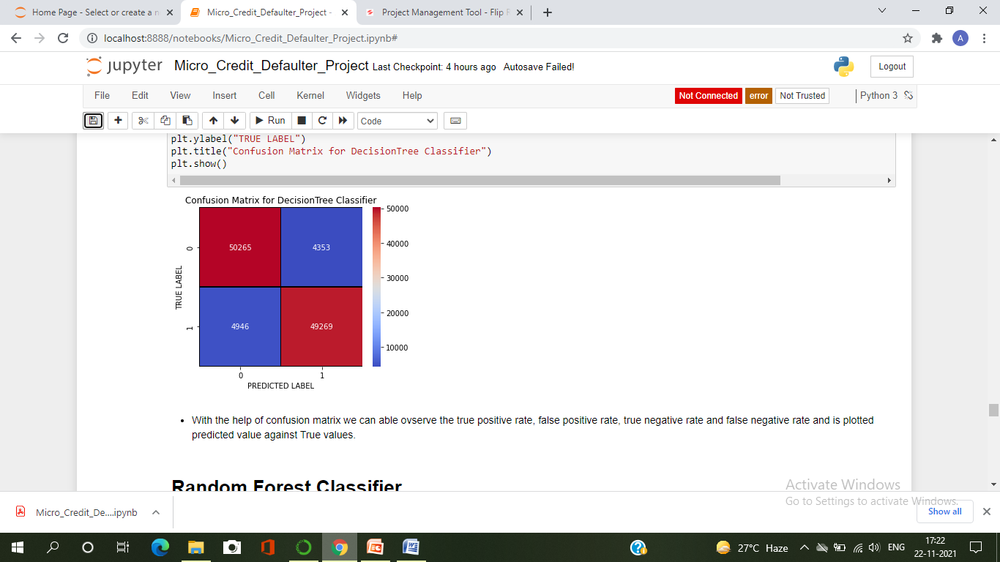 Home Page - Select or create a n
Micro_Credit_Defaulter_Project -
Project Management Tool - Flip F
localhost:8888/notebooks/Micro_Credit_Defaulter_Project.ipynb#
A
jupyter Micro_Credit_Defaulter_Project Last Checkpoint: 4 hours ago Autosave Failed!
Logout
File Edit View Insert Cell Kernel Widgets Help
Not Connected error Not Trusted Python 3
Run Code
plt.ylabel("TRUE LABEL")
plt.title("Confusion Matrix for DecisionTree Classifier")
plt.show()
Confusion Matrix for DecisionTree Classifier
50265 4353
4946 49269
TRUE LABEL
0
1
0 1
PREDICTED LABEL
50000
40000
30000
20000
10000
• With the help of confusion matrix we can able ovserve the true positive rate, false positive rate, true negative rate and false negative rate and is plotted
predicted value against True values.
Random Forest Classifier
Activate Windows
Go to Settings to activate Windows.
Micro_Credit_De....ipynb
Show all
27°C Haze
ENG
17:22
22-11-2021